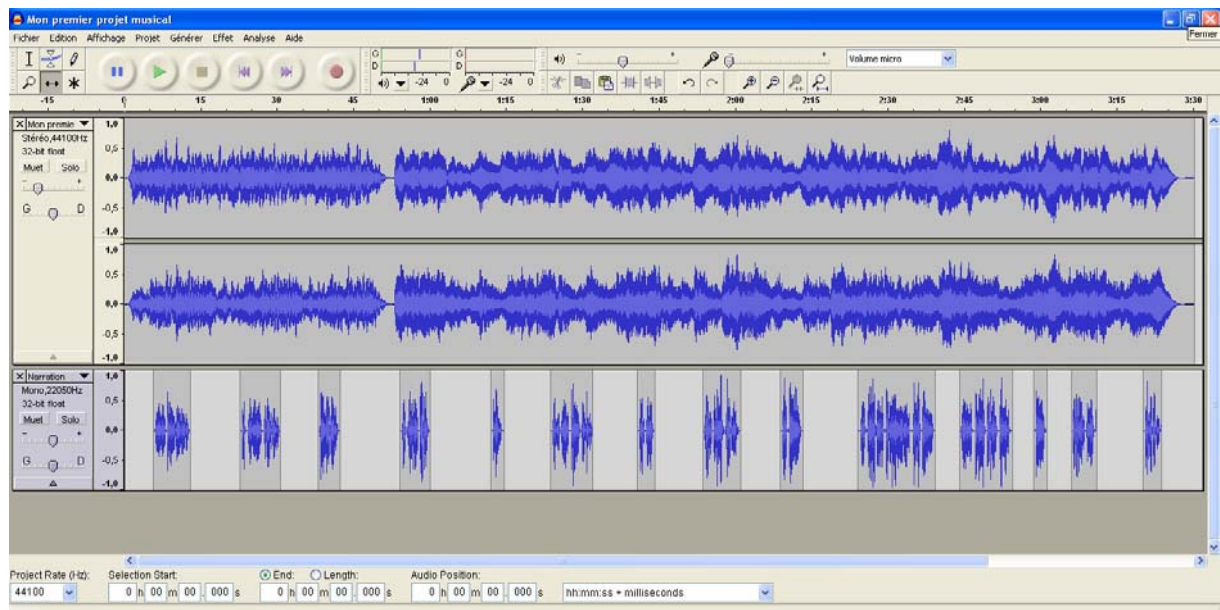 Mon premier projet musical
Fermer
Fichier Edition Affichage Projet Générer Effet Analyse Aide
G G
D D
-24 0 -24 0
Volume micro
-15 0 15 30 45 1:00 1:15 1:30 1:45 2:00 2:15 2:30 2:45 3:00 3:15 3:30
Mon premie
Stéréo,44100Hz
32-bit float
Muet Solo
- +
G D
1,0
0,5
0,0
-0,5
-1,0
1,0
0,5
0,0
-0,5
-1,0
Narration
Mono,22050Hz
32-bit float
Muet Solo
- +
G D
1,0
0,5
0,0
-0,5
-1,0
Project Rate (Hz): Selection Start: End: Length: Audio Position:
44100 0 h 00 m 00 . 000 s 0 h 00 m 00 . 000 s 0 h 00 m 00 . 000 s hh:mm:ss + milliseconds